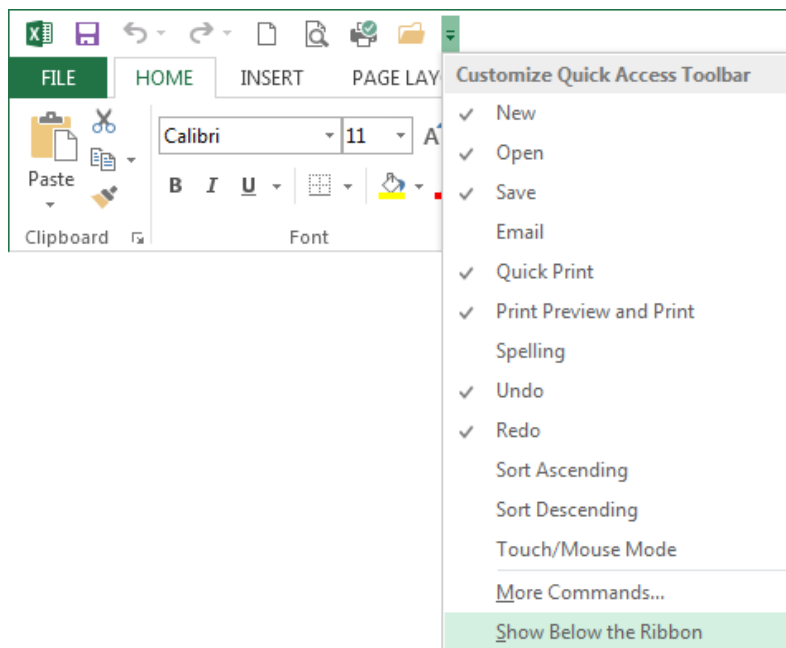 FILE HOME INSERT PAGE LAY
Customize Quick Access Toolbar
New
Calibri 11 A
Open
Paste
B I U
Save
Clipboard Font
Email
Quick Print
Print Preview and Print
Spelling
Undo
Redo
Sort Ascending
Sort Descending
Touch/Mouse Mode
More Commands...
Show Below the Ribbon